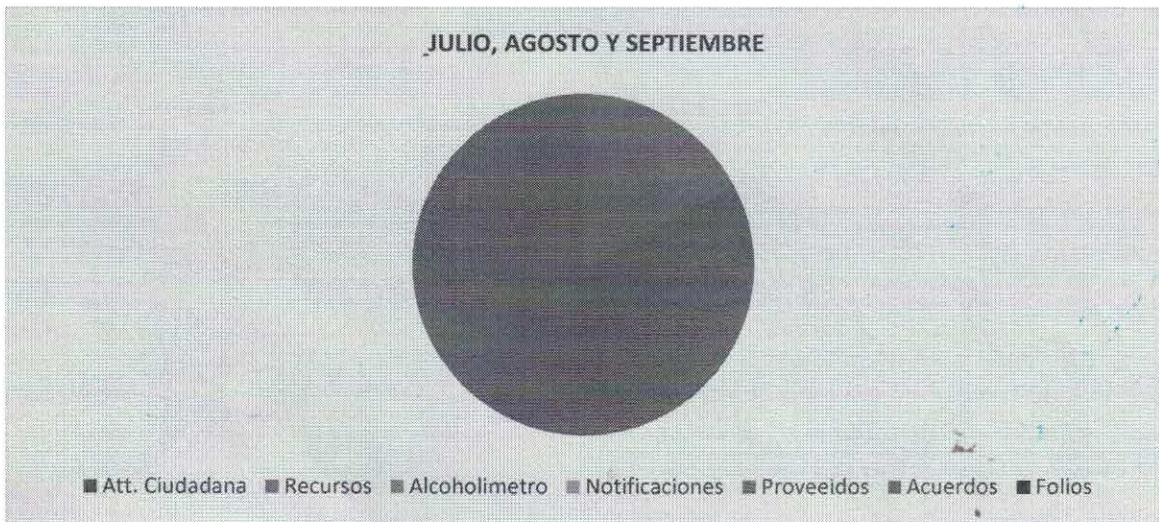 JULIO, AGOSTO Y SEPTIEMBRE
Att. Ciudadana Recursos Alcoholimetro Notificaciones Proveeidos Acuerdos Folios